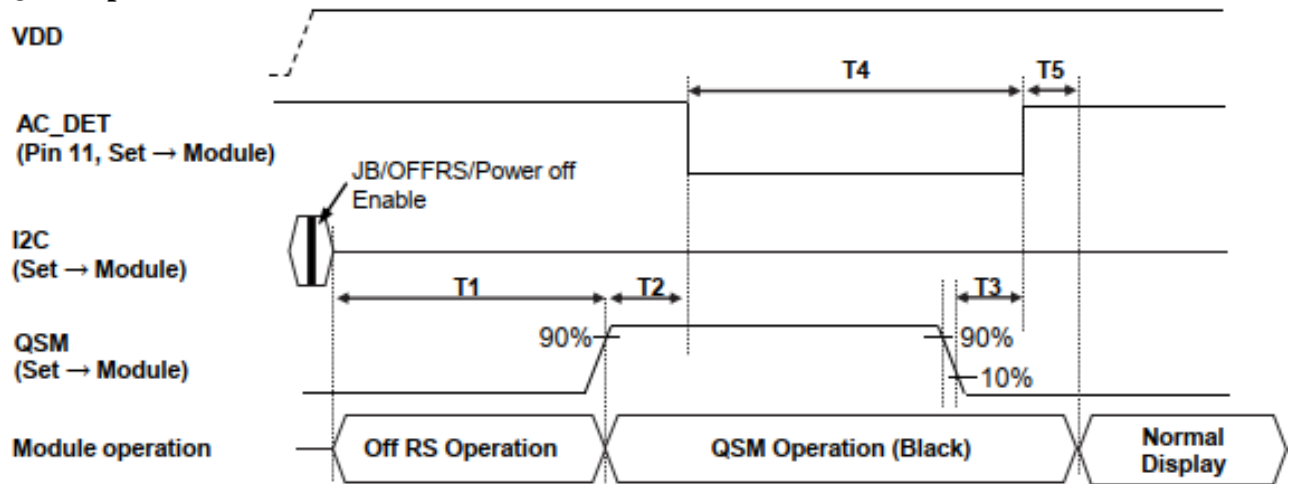 VDD
T4
T5
AC_DET
(Pin 11, Set → Module)
JB/OFFRS/Power off
Enable
I2C
(Set → Module)
T1
T2
T3
QSM
(Set → Module)
90%
90%
10%
Module operation
Off RS Operation
QSM Operation (Black)
Normal
Display